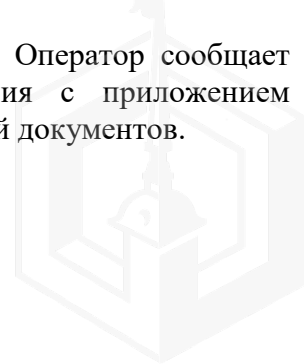 Оператор сообщает
ия с приложением
й документов.